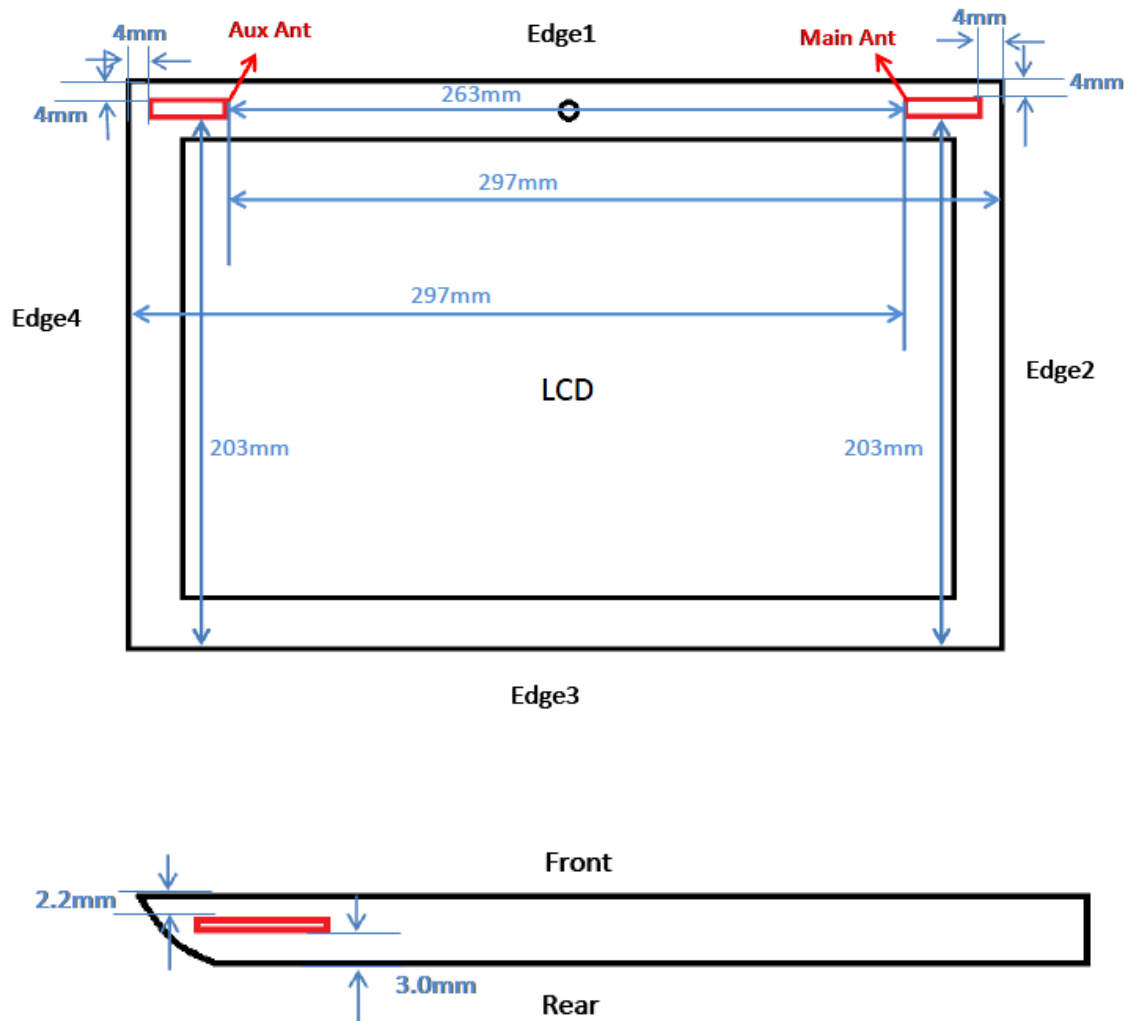 4mm
Aux Ant
Edge1
Main Ant
4mm
4mm
263mm
4mm
297mm
297mm
Edge4
Edge2
LCD
203mm
203mm
Edge3
Front
2.2mm
3.0mm
Rear